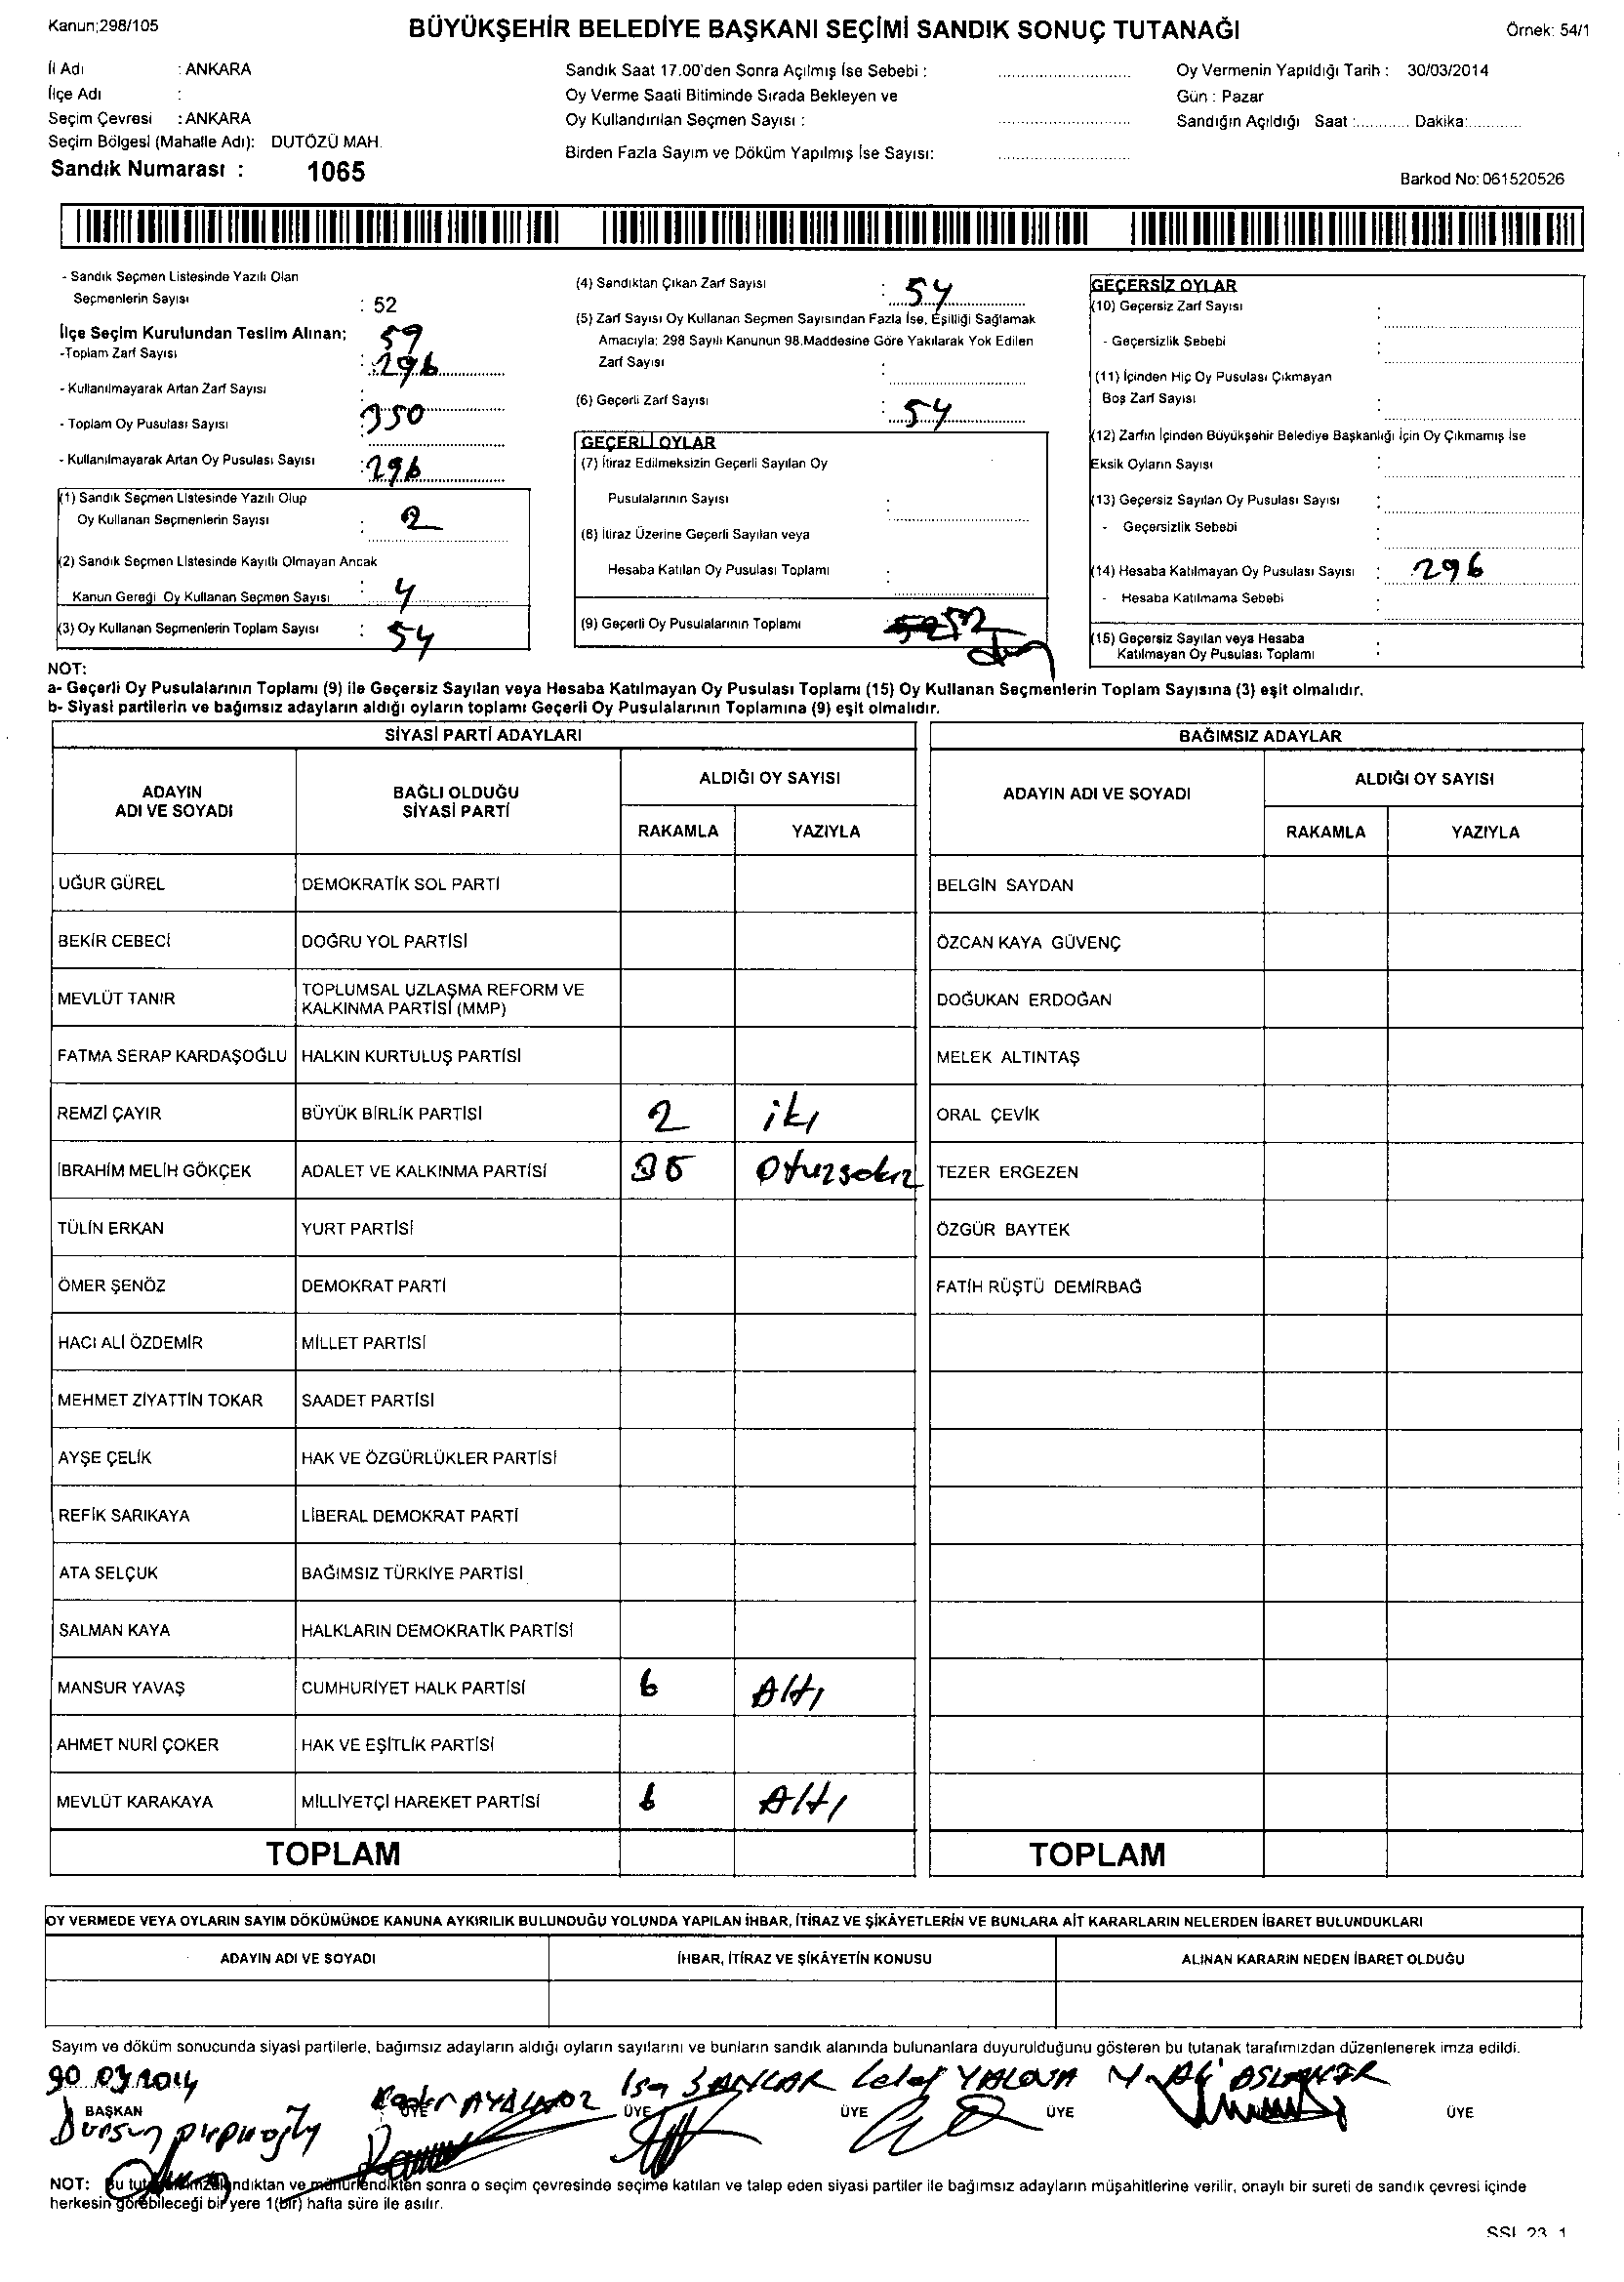 Kanun;298/105
BÜYÜKŞEHİR BELEDİYE BAŞKANI SEÇİMİ SANDIK SONUÇ TUTANAĞI
Örnek: 54/1
İl Adı : ANKARA
İlçe Adı :
Seçim Çevresi : ANKARA
Seçim Bölgesi (Mahalle Adı): DUTÖZÜ MAH.
Sandık Numarası : 1065
Sandık Saat 17.00'den Sonra Açılmış İse Sebebi :
Oy Verme Saati Bitiminde Sırada Bekleyen ve
Oy Kullandırılan Seçmen Sayısı :
Birden Fazla Sayım ve Döküm Yapılmış İse Sayısı:
Oy Vermenin Yapıldığı Tarih : 30/03/2014
Gün : Pazar
Sandığın Açıldığı Saat :............ Dakika:............
Barkod No: 061520526
- Sandık Seçmen Listesinde Yazılı Olan
Seçmenlerin Sayısı : 52
İlçe Seçim Kurulundan Teslim Alınan; 59
-Toplam Zarf Sayısı : 296
- Kullanılmayarak Artan Zarf Sayısı :
- Toplam Oy Pusulası Sayısı : 350
- Kullanılmayarak Artan Oy Pusulası Sayısı : 296
(1) Sandık Seçmen Listesinde Yazılı Olup
Oy Kullanan Seçmenlerin Sayısı : 2
(2) Sandık Seçmen Listesinde Kayıtlı Olmayan Ancak
Kanun Gereği Oy Kullanan Seçmen Sayısı : 4
(3) Oy Kullanan Seçmenlerin Toplam Sayısı : 54
(4) Sandıktan Çıkan Zarf Sayısı : 54
(5) Zarf Sayısı Oy Kullanan Seçmen Sayısından Fazla İse, Eşitliği Sağlamak
Amacıyla; 298 Sayılı Kanunun 98.Maddesine Göre Yakılarak Yok Edilen
Zarf Sayısı :
(6) Geçerli Zarf Sayısı : 54
GEÇERLİ OYLAR
(7) İtiraz Edilmeksizin Geçerli Sayılan Oy
Pusulalarının Sayısı :
(8) İtiraz Üzerine Geçerli Sayılan veya
Hesaba Katılan Oy Pusulası Toplamı :
(9) Geçerli Oy Pusulalarının Toplamı 52 52
GEÇERSİZ OYLAR
(10) Geçersiz Zarf Sayısı :
- Geçersizlik Sebebi :
(11) İçinden Hiç Oy Pusulası Çıkmayan
Boş Zarf Sayısı :
(12) Zarfın İçinden Büyükşehir Belediye Başkanlığı İçin Oy Çıkmamış İse
Eksik Oyların Sayısı :
(13) Geçersiz Sayılan Oy Pusulası Sayısı :
- Geçersizlik Sebebi :
(14) Hesaba Katılmayan Oy Pusulası Sayısı : 296
- Hesaba Katılmama Sebebi :
(15) Geçersiz Sayılan veya Hesaba
Katılmayan Oy Pusulası Toplamı :
NOT:
a- Geçerli Oy Pusulalarının Toplamı (9) ile Geçersiz Sayılan veya Hesaba Katılmayan Oy Pusulası Toplamı (15) Oy Kullanan Seçmenlerin Toplam Sayısına (3) eşit olmalıdır.
b- Siyasi partilerin ve bağımsız adayların aldığı oyların toplamı Geçerli Oy Pusulalarının Toplamına (9) eşit olmalıdır.
SİYASİ PARTİ ADAYLARI
ADAYIN ADI VE SOYADI
BAĞLI OLDUĞU SİYASİ PARTİ
ALDIĞI OY SAYISI
RAKAMLA YAZIYLA
UĞUR GÜREL DEMOKRATİK SOL PARTİ
BEKİR CEBECİ DOĞRU YOL PARTİSİ
MEVLÜT TANIR TOPLUMSAL UZLAŞMA REFORM VE
KALKINMA PARTİSİ (MMP)
FATMA SERAP KARDAŞOĞLU HALKIN KURTULUŞ PARTİSİ
REMZİ ÇAYIR BÜYÜK BİRLİK PARTİSİ 2 iki
İBRAHİM MELİH GÖKÇEK ADALET VE KALKINMA PARTİSİ 38 Otuzsekiz
TÜLİN ERKAN YURT PARTİSİ
ÖMER ŞENÖZ DEMOKRAT PARTİ
HACI ALİ ÖZDEMİR MİLLET PARTİSİ
MEHMET ZİYATTİN TOKAR SAADET PARTİSİ
AYŞE ÇELİK HAK VE ÖZGÜRLÜKLER PARTİSİ
REFİK SARIKAYA LİBERAL DEMOKRAT PARTİ
ATA SELÇUK BAĞIMSIZ TÜRKİYE PARTİSİ
SALMAN KAYA HALKLARIN DEMOKRATİK PARTİSİ
MANSUR YAVAŞ CUMHURİYET HALK PARTİSİ 6 Altı
AHMET NURİ ÇOKER HAK VE EŞİTLİK PARTİSİ
MEVLÜT KARAKAYA MİLLİYETÇİ HAREKET PARTİSİ 6 Altı
TOPLAM
BAĞIMSIZ ADAYLAR
ADAYIN ADI VE SOYADI
ALDIĞI OY SAYISI
RAKAMLA YAZIYLA
BELGİN SAYDAN
ÖZCAN KAYA GÜVENÇ
DOĞUKAN ERDOĞAN
MELEK ALTINTAŞ
ORAL ÇEVİK
TEZER ERGEZEN
ÖZGÜR BAYTEK
FATİH RÜŞTÜ DEMİRBAĞ
TOPLAM
OY VERMEDE VEYA OYLARIN SAYIM DÖKÜMÜNDE KANUNA AYKIRILIK BULUNDUĞU YOLUNDA YAPILAN İHBAR, İTİRAZ VE ŞİKÂYETLERİN VE BUNLARA AİT KARARLARIN NELERDEN İBARET BULUNDUKLARI
ADAYIN ADI VE SOYADI İHBAR, İTİRAZ VE ŞİKÂYETİN KONUSU ALINAN KARARIN NEDEN İBARET OLDUĞU
Sayım ve döküm sonucunda siyasi partilerle, bağımsız adayların aldığı oyların sayılarını ve bunların sandık alanında bulunanlara duyurulduğunu gösteren bu tutanak tarafımızdan düzenlenerek imza edildi.
30 03 2014
BAŞKAN ÜYE ÜYE ÜYE ÜYE ÜYE
NOT: Bu tutanak imzalandıktan ve mühürlendikten sonra o seçim çevresinde seçime katılan ve talep eden siyasi partiler ile bağımsız adayların müşahitlerine verilir, onaylı bir sureti de sandık çevresi içinde
herkesin görebileceği bir yere 1(bir) hafta süre ile asılır.